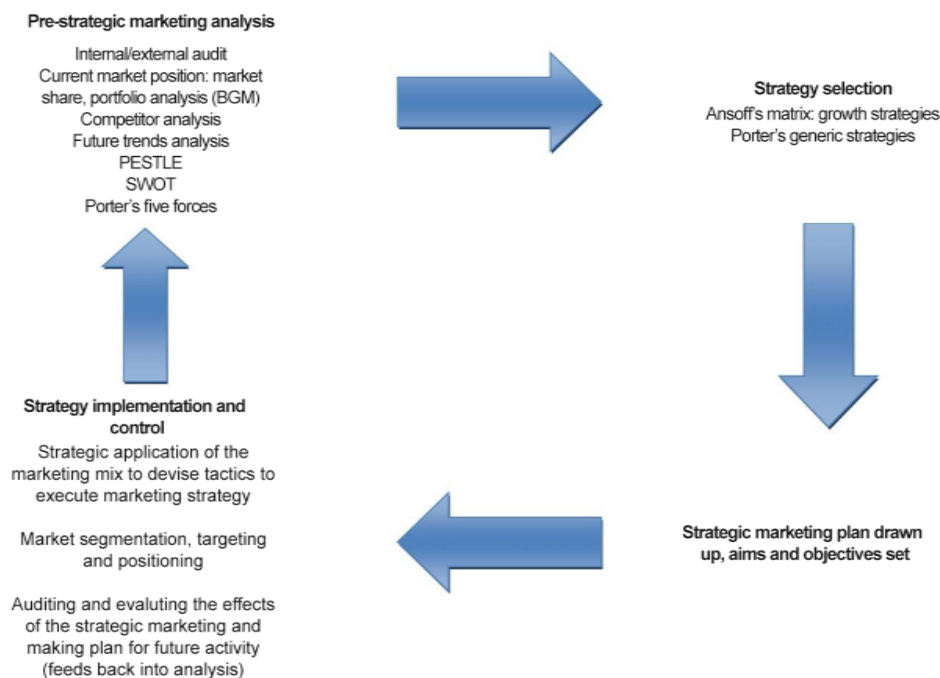 Pre-strategic marketing analysis
Internal/external audit
Current market position: market
share, portfolio analysis (BGM)
Competitor analysis
Future trends analysis
PESTLE
SWOT
Porter's five forces
Strategy selection
Ansoff's matrix: growth strategies
Porter's generic strategies
Strategic marketing plan drawn
up, aims and objectives set
Strategy implementation and
control
Strategic application of the
marketing mix to devise tactics to
execute marketing strategy
Market segmentation, targeting
and positioning
Auditing and evaluting the effects
of the strategic marketing and
making plan for future activity
(feeds back into analysis)